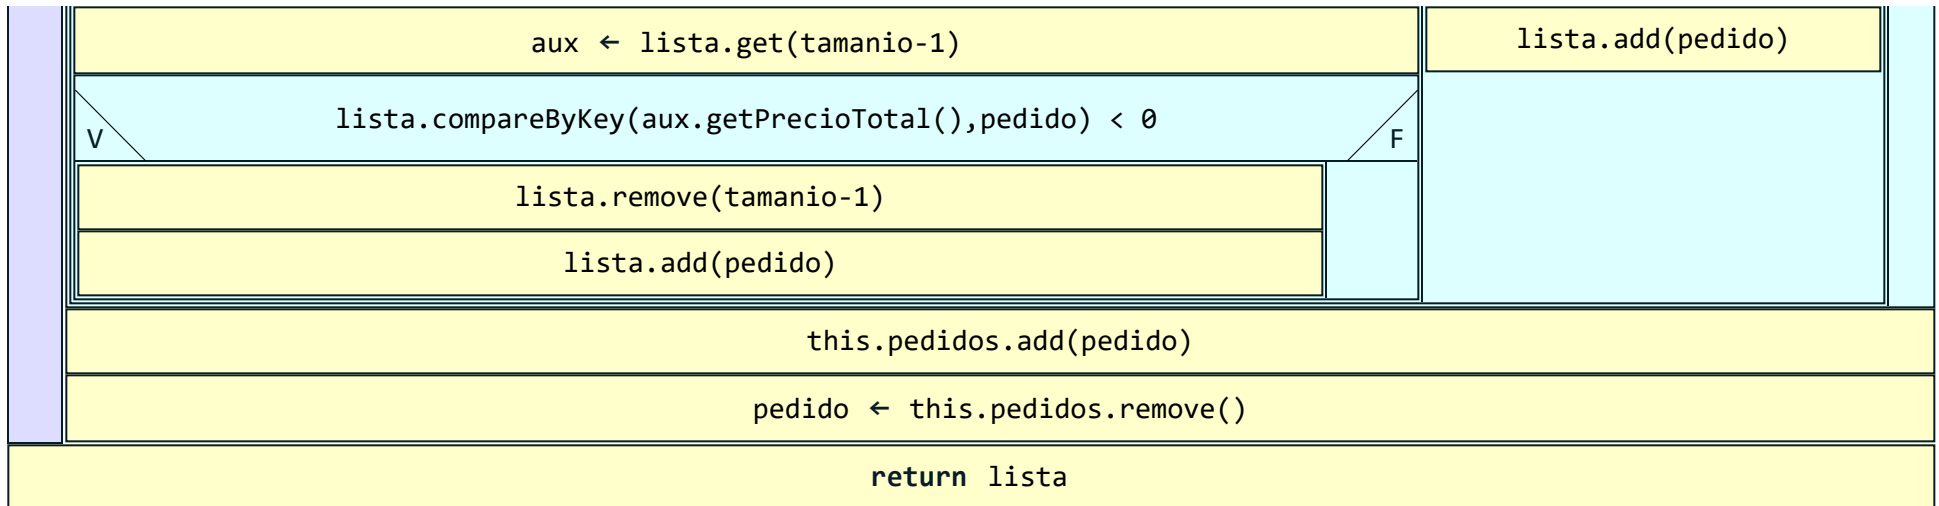 aux ← lista.get(tamanio-1)
lista.add(pedido)
lista.compareByKey(aux.getPrecioTotal(),pedido) < 0
V
F
lista.remove(tamanio-1)
lista.add(pedido)
this.pedidos.add(pedido)
pedido ← this.pedidos.remove()
return lista